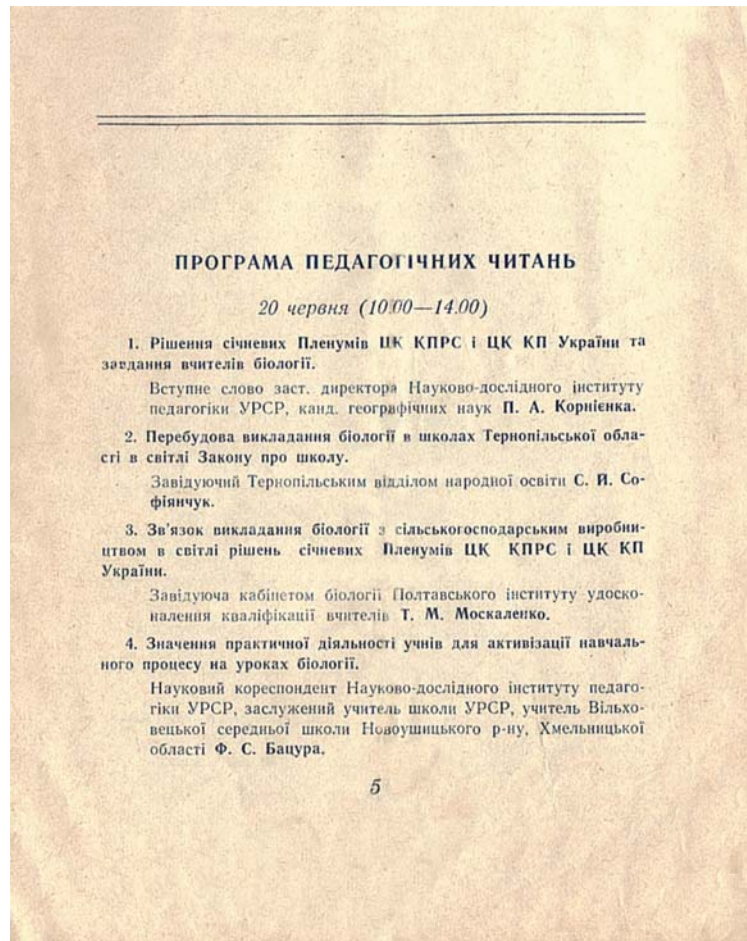 ПРОГРАМА ПЕДАГОГІЧНИХ ЧИТАНЬ
20 червня (10.00—14.00)
1. Рішення січневих Пленумів ЦК КПРС і ЦК КП України та
завдання вчителів біології.
Вступне слово заст. директора Науково-дослідного інституту
педагогіки УРСР, канд. географічних наук П. А. Корнієнка.
2. Перебудова викладання біології в школах Тернопільської обла-
сті в світлі Закону про школу.
Завідуючий Тернопільським відділом народної освіти С. Й. Со-
фіянчук.
3. Зв'язок викладання біології з сільськогосподарським виробни-
цтвом в світлі рішень січневих Пленумів ЦК КПРС і ЦК КП
України.
Завідуюча кабінетом біології Полтавського інституту удоско-
налення кваліфікації вчителів Т. М. Москаленко.
4. Значення практичної діяльності учнів для активізації навчаль-
ного процесу на уроках біології.
Науковий кореспондент Науково-дослідного інституту педаго-
гіки УРСР, заслужений учитель школи УРСР, учитель Вільхо-
вецької середньої школи Новоушицького р-ну, Хмельницької
області Ф. С. Бацура.
5